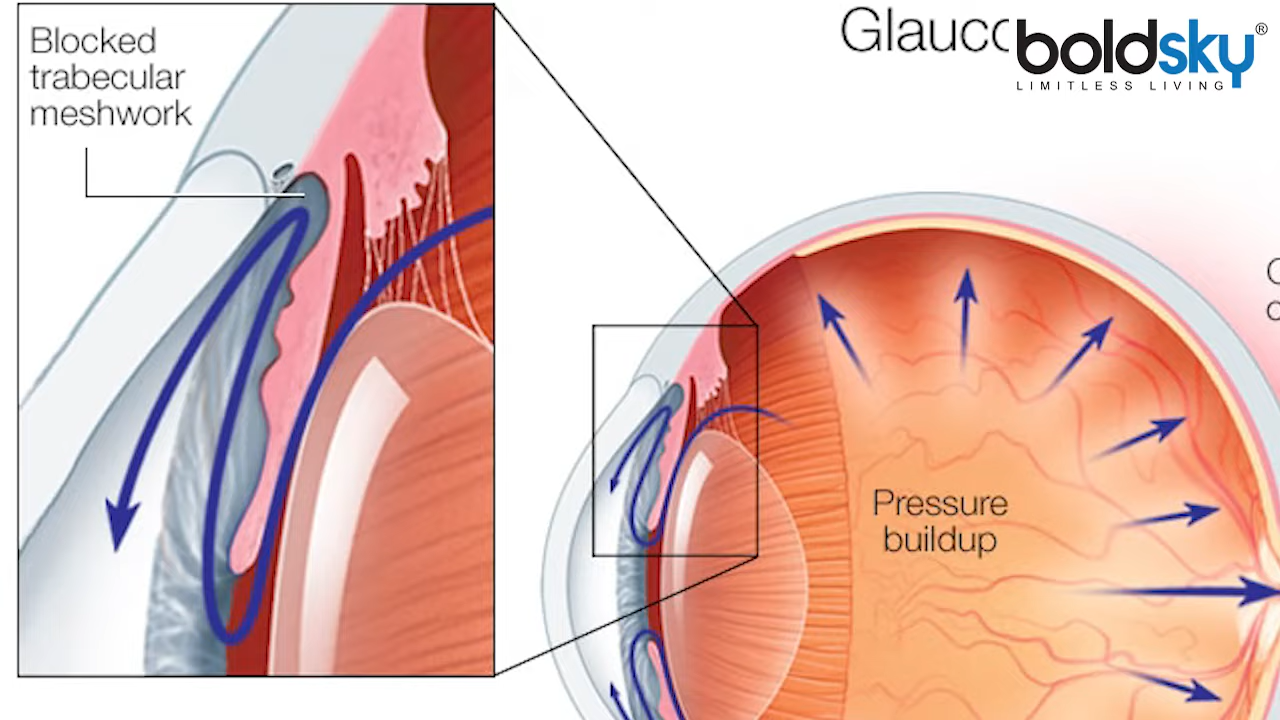 Blocked
trabecular
meshwork
Glauco
boldsky®
LIMITLESS LIVING
Pressure
buildup